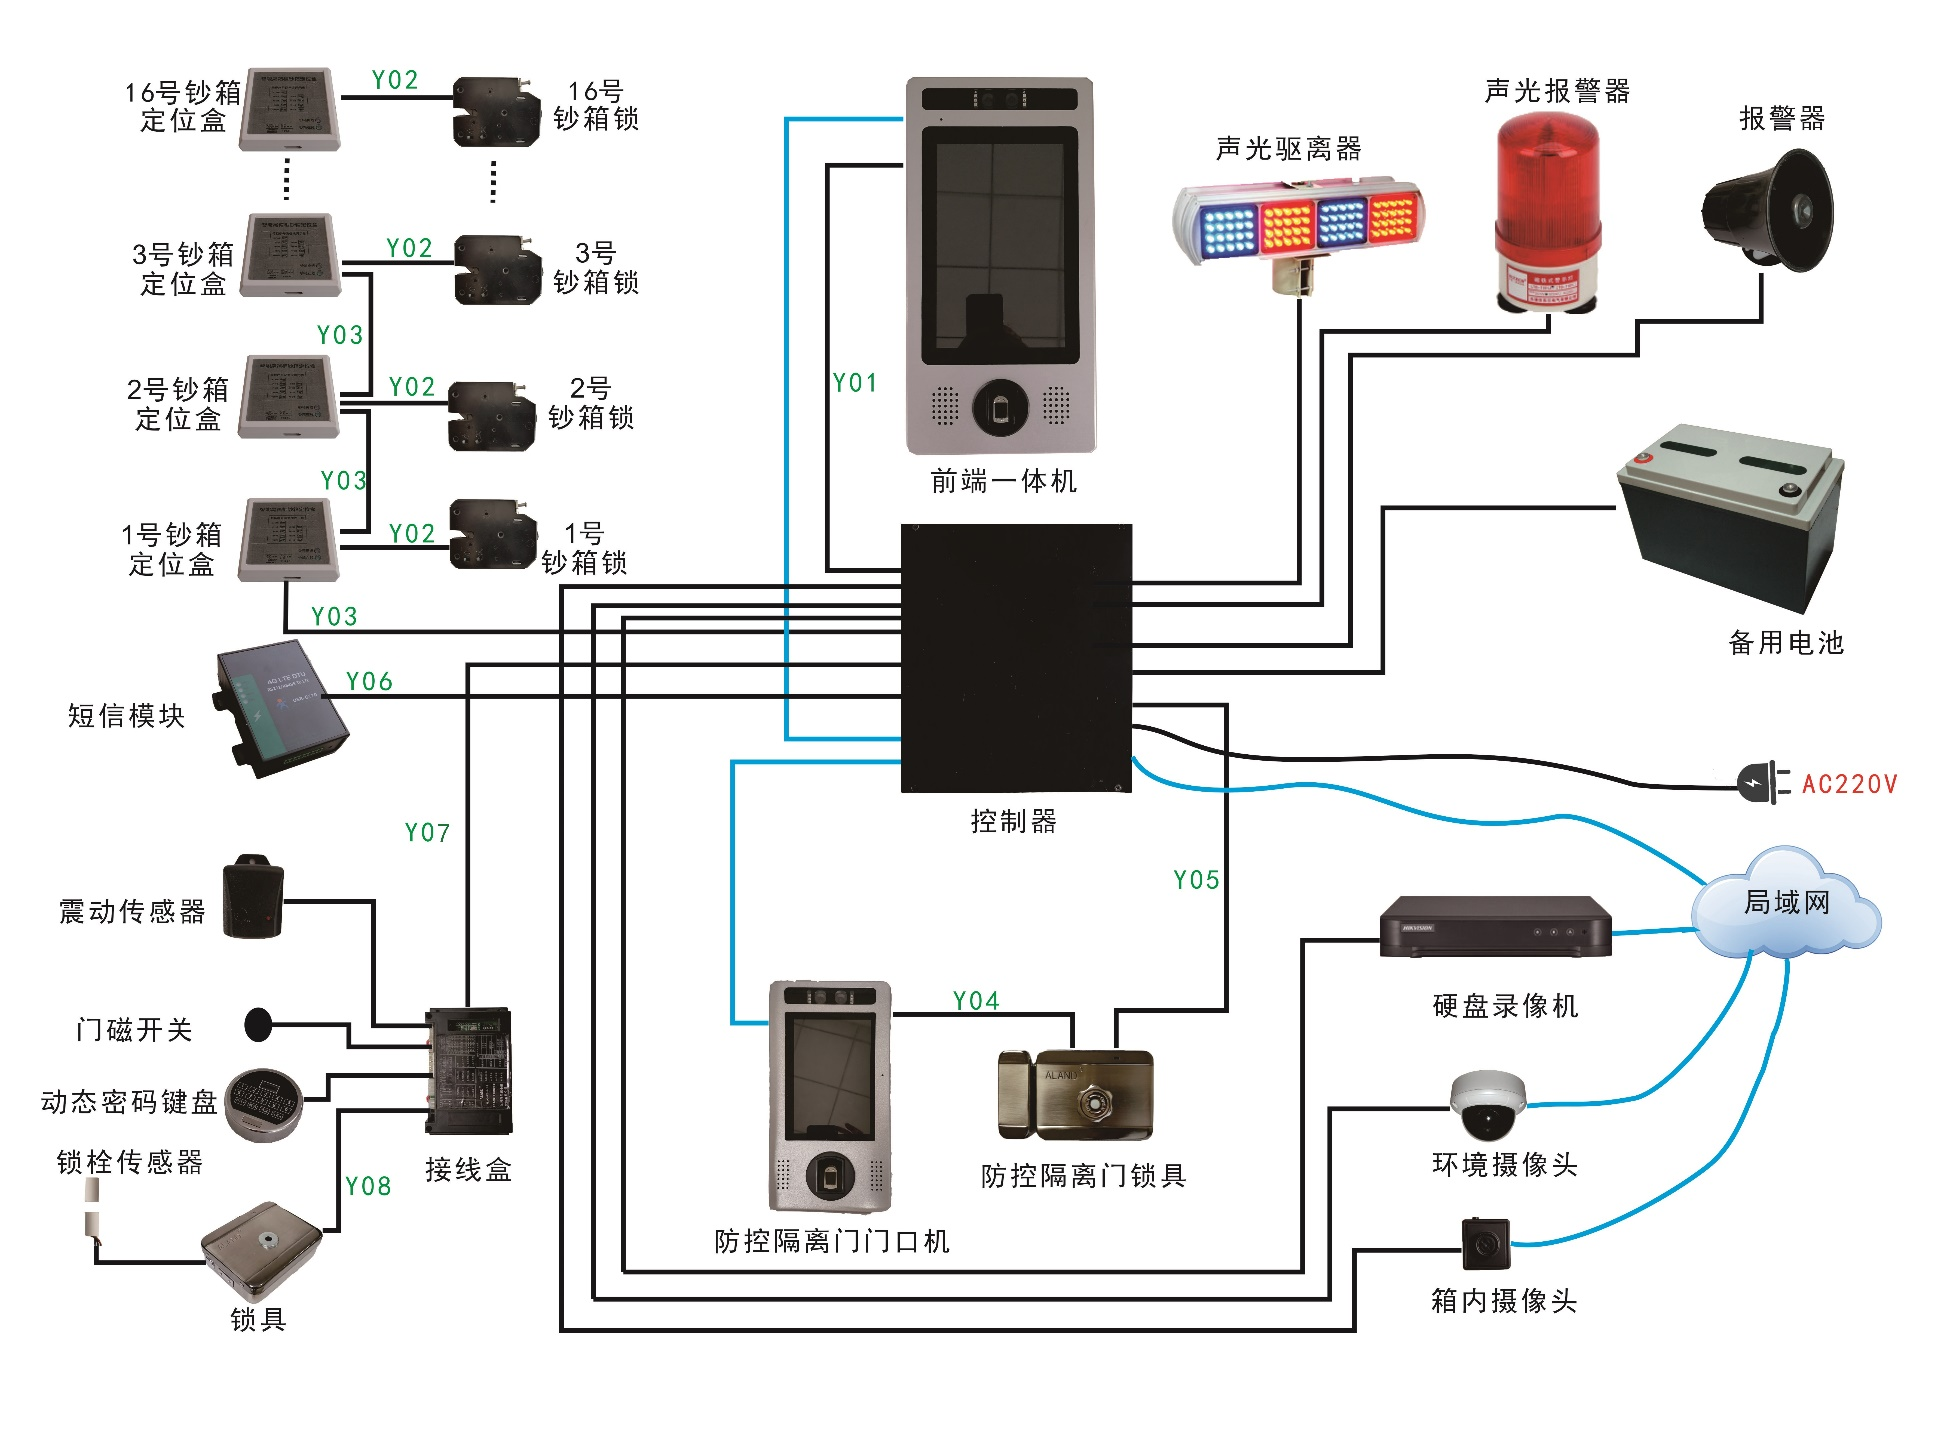 16号钞箱
定位盒
Y02
16号
钞箱锁
3号钞箱
定位盒
Y02
3号
钞箱锁
Y03
2号钞箱
定位盒
Y02
2号
钞箱锁
Y03
1号钞箱
定位盒
Y02
1号
钞箱锁
Y03
短信模块
4G LTE DTU
Y06
Y07
震动传感器
门磁开关
动态密码键盘
锁栓传感器
Y08
接线盒
锁具
前端一体机
Y01
控制器
声光驱离器
声光报警器
报警器
备用电池
AC220V
局域网
Y05
HIKVISION
硬盘录像机
Y04
防控隔离门锁具
防控隔离门门口机
环境摄像头
箱内摄像头